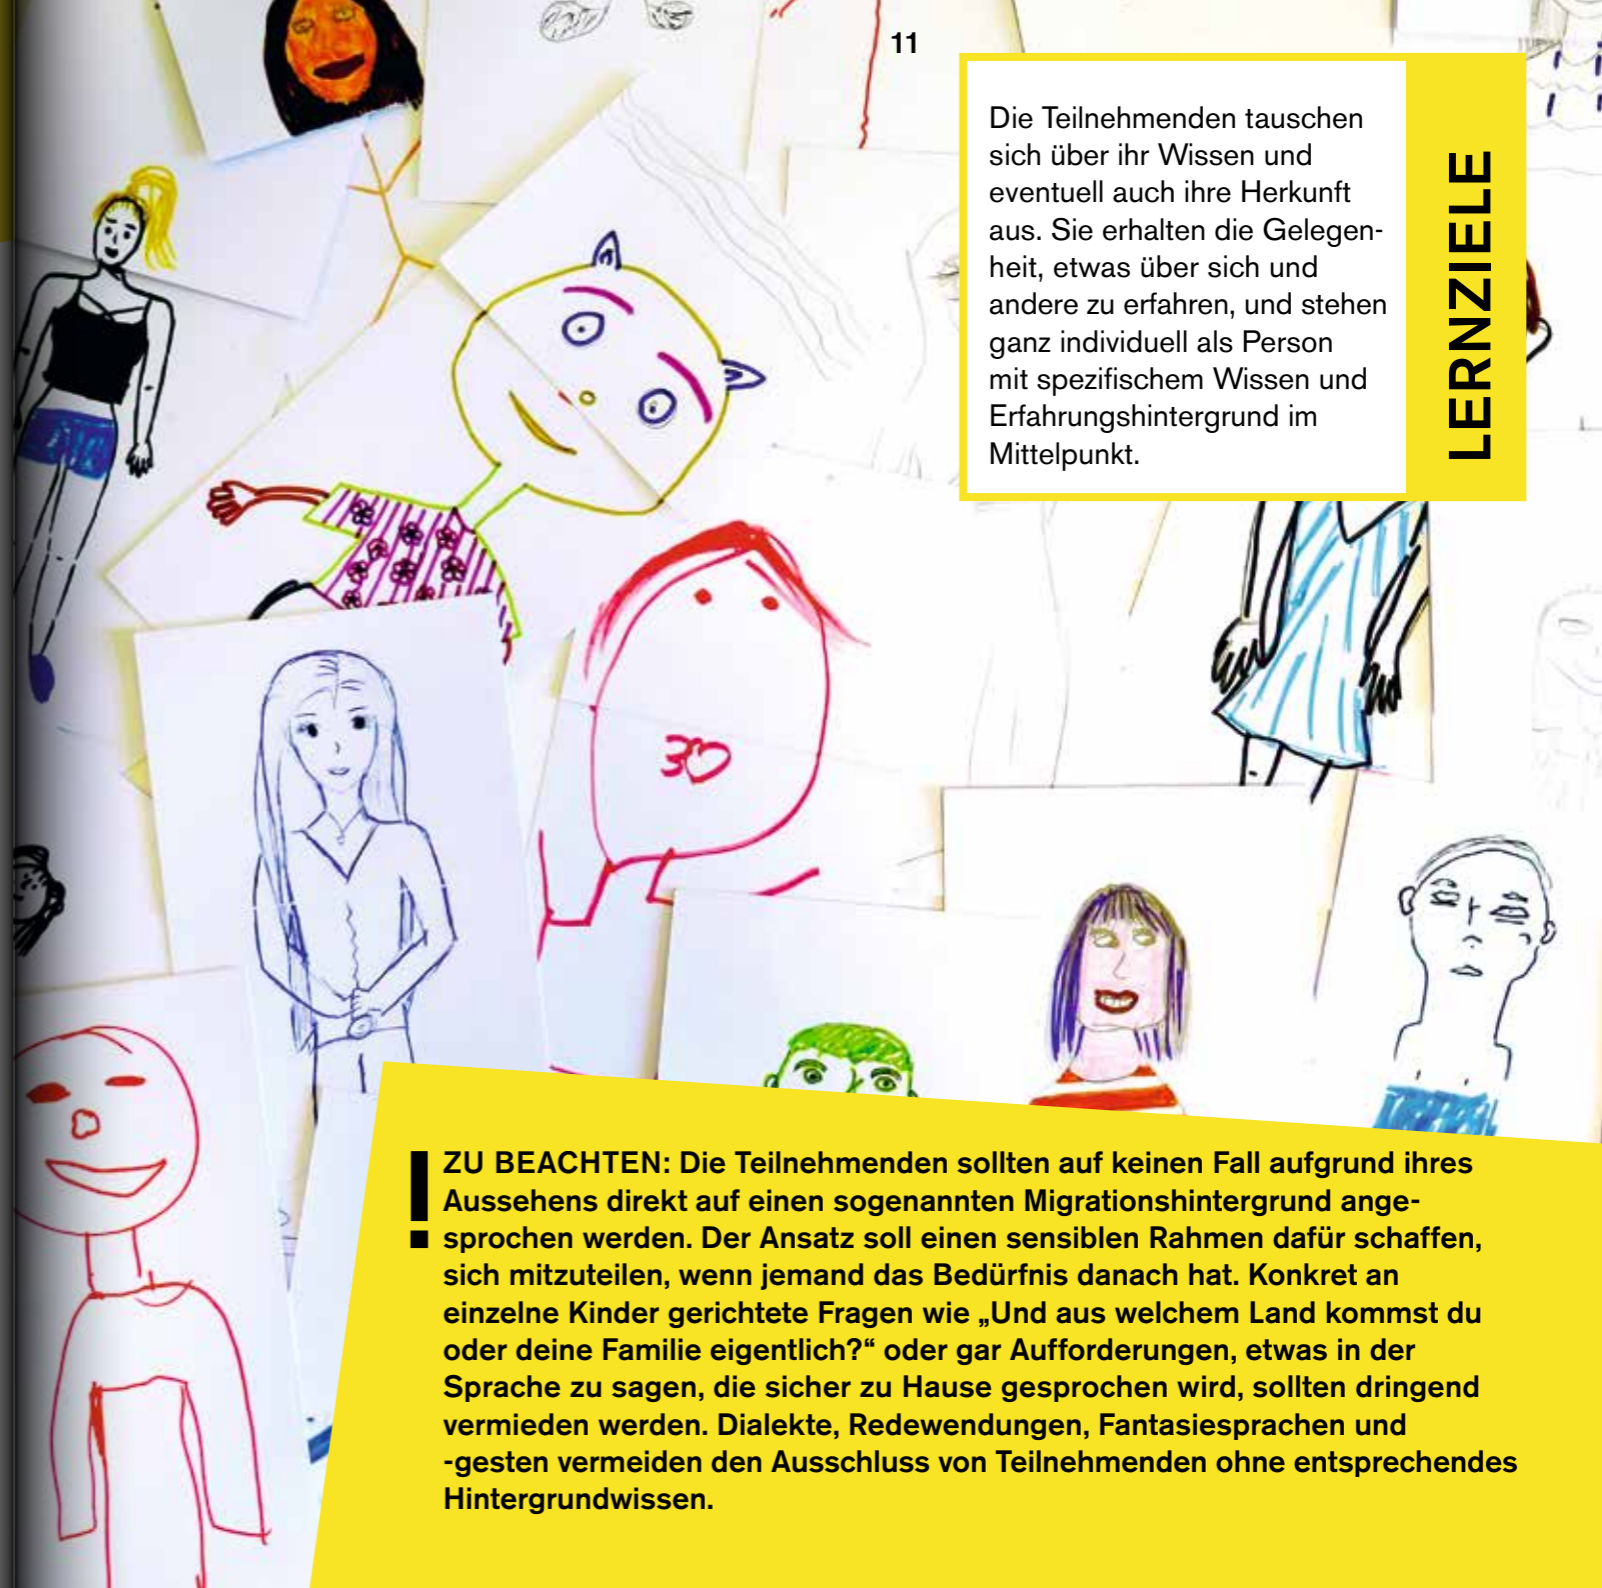 11
Die Teilnehmenden tauschen
sich über ihr Wissen und
eventuell auch ihre Herkunft
aus. Sie erhalten die Gelegen-
heit, etwas über sich und
andere zu erfahren, und stehen
ganz individuell als Person
mit spezifischem Wissen und
Erfahrungshintergrund im
Mittelpunkt.
LERNZIELE
! ZU BEACHTEN: Die Teilnehmenden sollten auf keinen Fall aufgrund ihres
Aussehens direkt auf einen sogenannten Migrationshintergrund ange-
sprochen werden. Der Ansatz soll einen sensiblen Rahmen dafür schaffen,
sich mitzuteilen, wenn jemand das Bedürfnis danach hat. Konkret an
einzelne Kinder gerichtete Fragen wie „Und aus welchem Land kommst du
oder deine Familie eigentlich?“ oder gar Aufforderungen, etwas in der
Sprache zu sagen, die sicher zu Hause gesprochen wird, sollten dringend
vermieden werden. Dialekte, Redewendungen, Fantasiesprachen und
-gesten vermeiden den Ausschluss von Teilnehmenden ohne entsprechendes
Hintergrundwissen.